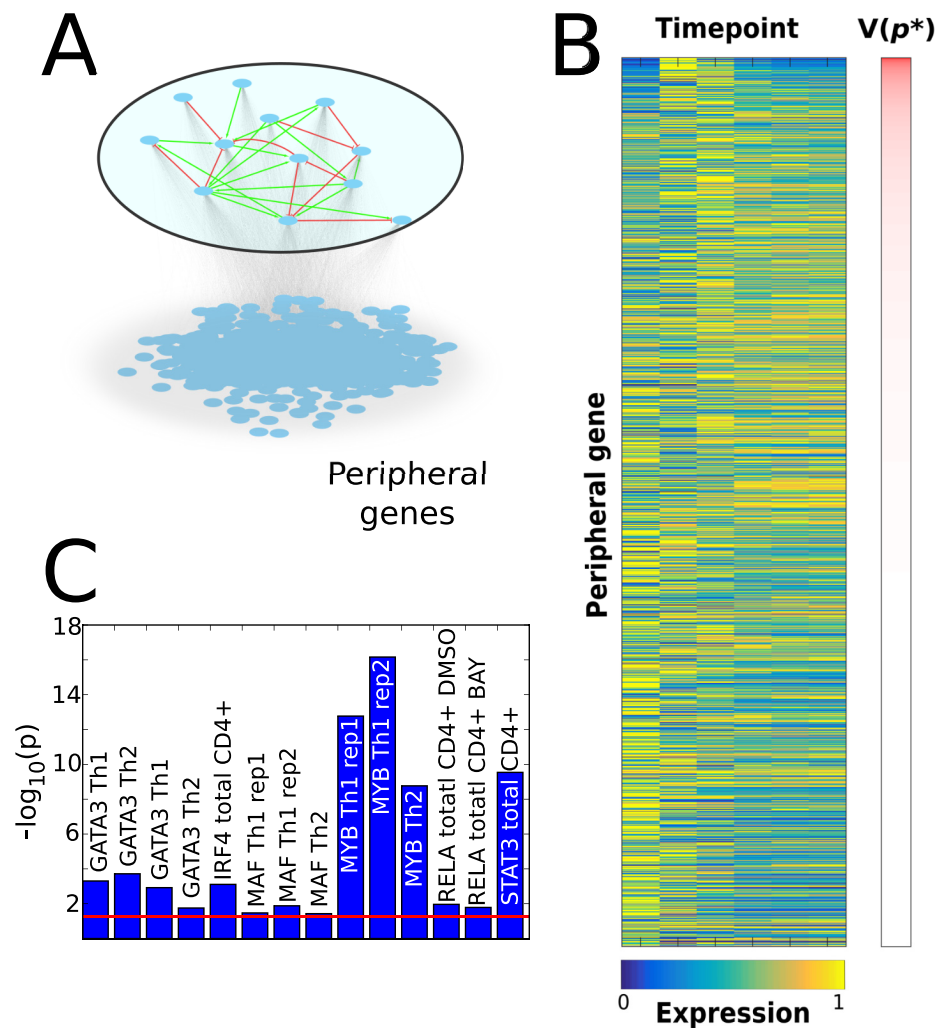 A
Peripheral
genes
B
Timepoint
V(p*)
Peripheral gene
0
1
Expression
C
-log10(p)
18
14
10
6
2
GATA3 Th1
GATA3 Th2
GATA3 Th1
GATA3 Th2
IRF4 total CD4+
MAF Th1 rep1
MAF Th1 rep2
MAF Th2
MYB Th1 rep1
MYB Th1 rep2
MYB Th2
RELA totatl CD4+ DMSO
RELA totatl CD4+ BAY
STAT3 total CD4+